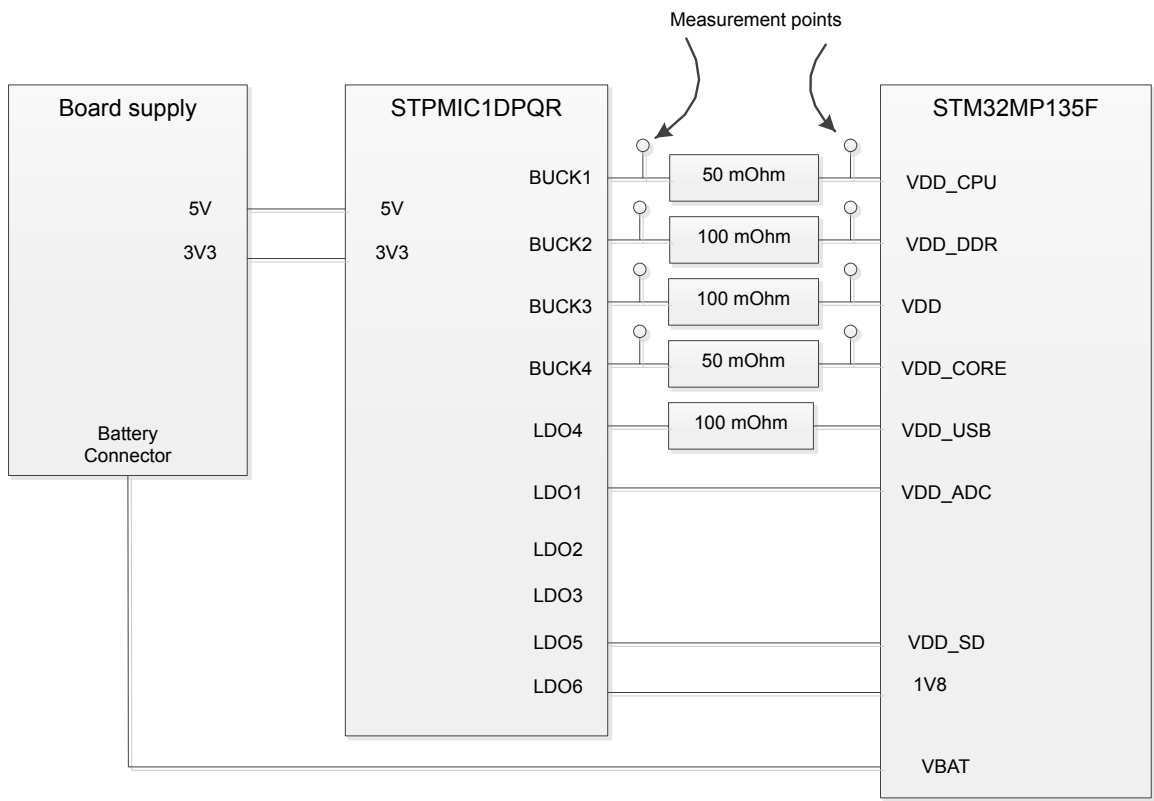 Measurement points
Board supply
5V
3V3
Battery
Connector
STPMIC1DPQR
5V
3V3
BUCK1
BUCK2
BUCK3
BUCK4
LDO4
LDO1
LDO2
LDO3
LDO5
LDO6
50 mOhm
100 mOhm
100 mOhm
50 mOhm
100 mOhm
STM32MP135F
VDD_CPU
VDD_DDR
VDD
VDD_CORE
VDD_USB
VDD_ADC
VDD_SD
1V8
VBAT